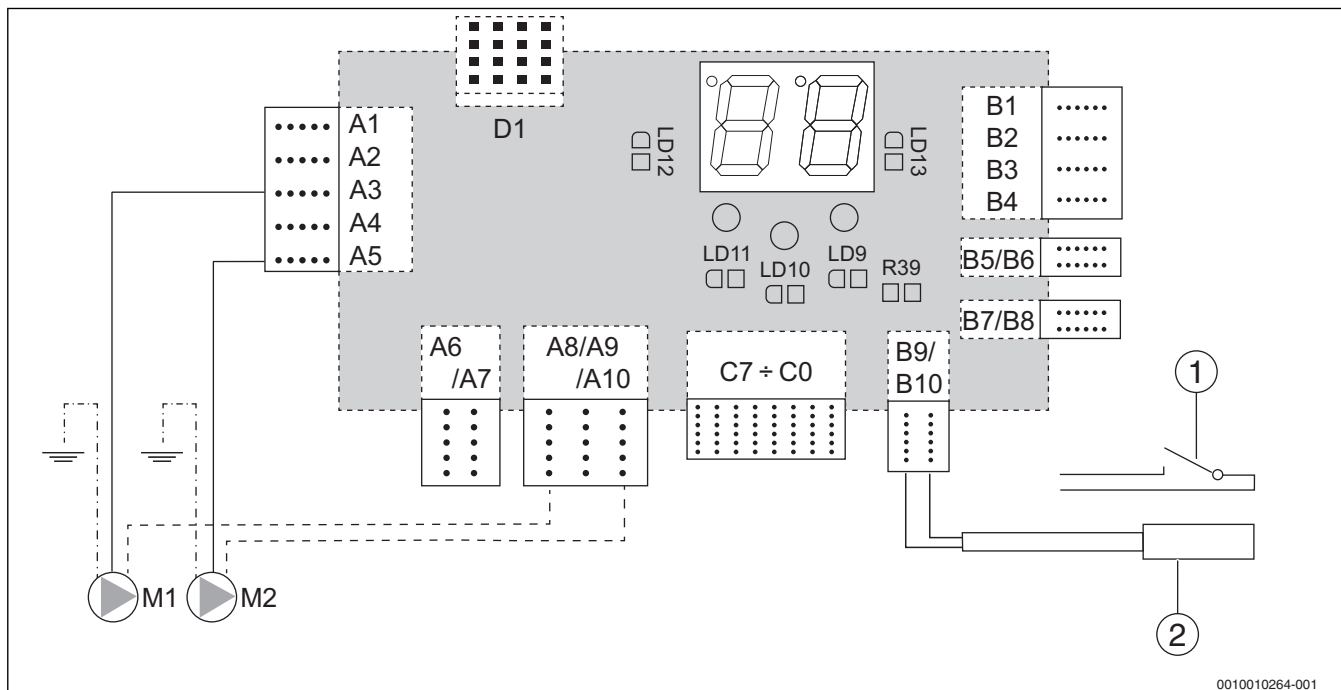 D1
A1
A2
A3
A4
A5
LD12
LD13
B1
B2
B3
B4
LD11
LD10
LD9
R39
B5/B6
B7/B8
A6
/A7
A8/A9
/A10
C7 ÷ C0
B9/
B10
1
M1
M2
2
0010010264-001